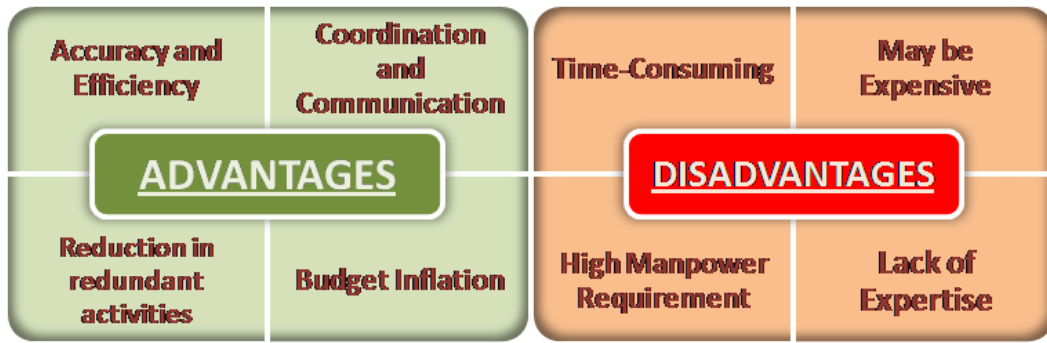 Accuracy and
Efficiency
Coordination
and
Communication
ADVANTAGES
Reduction in
redundant
activities
Budget Inflation
Time-Consuming
May be
Expensive
DISADVANTAGES
High Manpower
Requirement
Lack of
Expertise